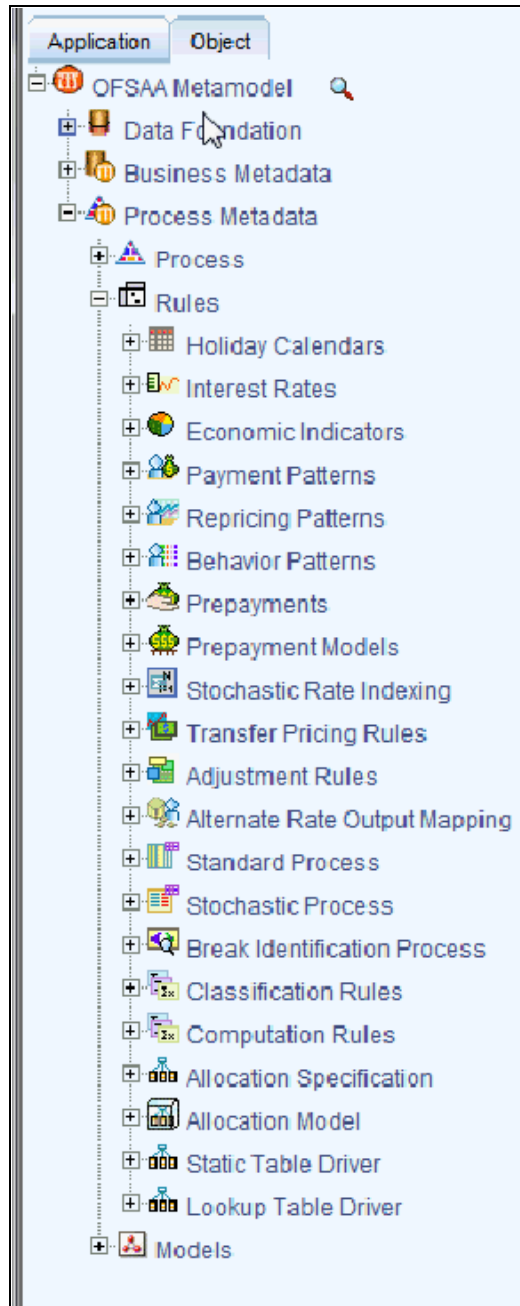 Application Object
OFSAA Metamodel
Data Foundation
Business Metadata
Process Metadata
Process
Rules
Holiday Calendars
Interest Rates
Economic Indicators
Payment Patterns
Repricing Patterns
Behavior Patterns
Prepayments
Prepayment Models
Stochastic Rate Indexing
Transfer Pricing Rules
Adjustment Rules
Alternate Rate Output Mapping
Standard Process
Stochastic Process
Break Identification Process
Classification Rules
Computation Rules
Allocation Specification
Allocation Model
Static Table Driver
Lookup Table Driver
Models